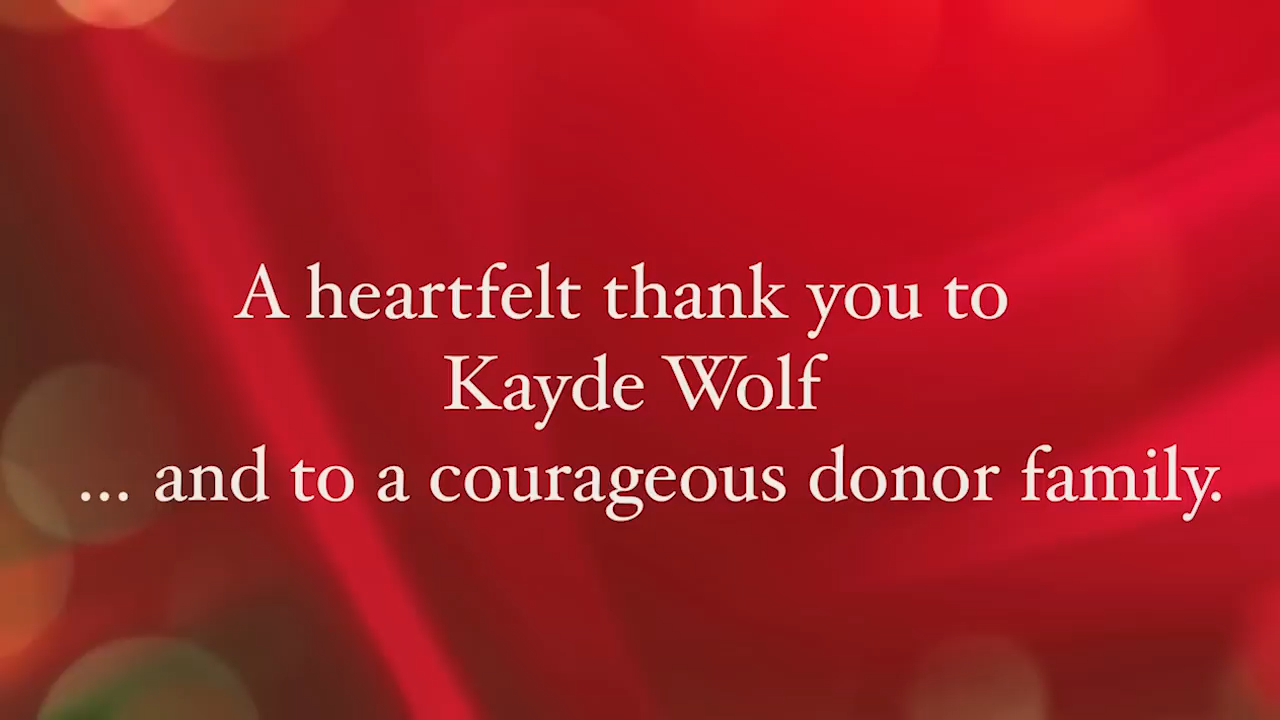 A heartfelt thank you to
Kayde Wolf
... and to a courageous donor family.